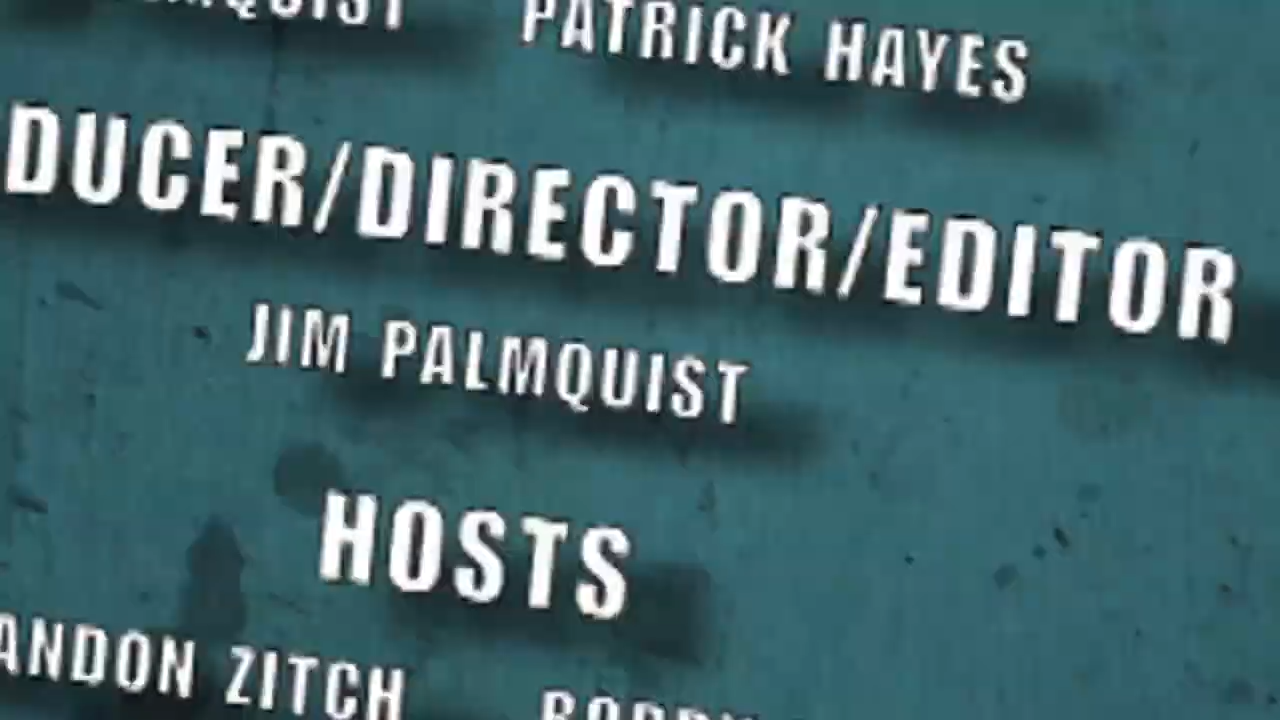 PATRICK HAYES
DUCER/DIRECTOR/EDITOR
JIM PALMQUIST
HOSTS
ANDON ZITCH